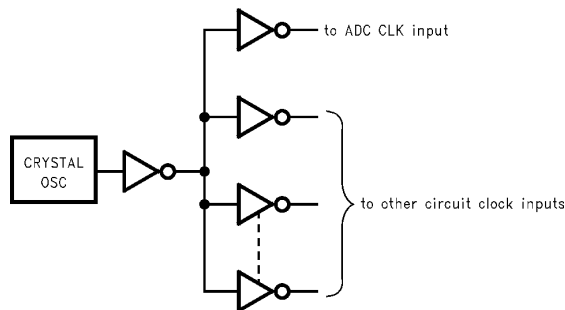 to ADC CLK input
CRYSTAL
OSC
to other circuit clock inputs